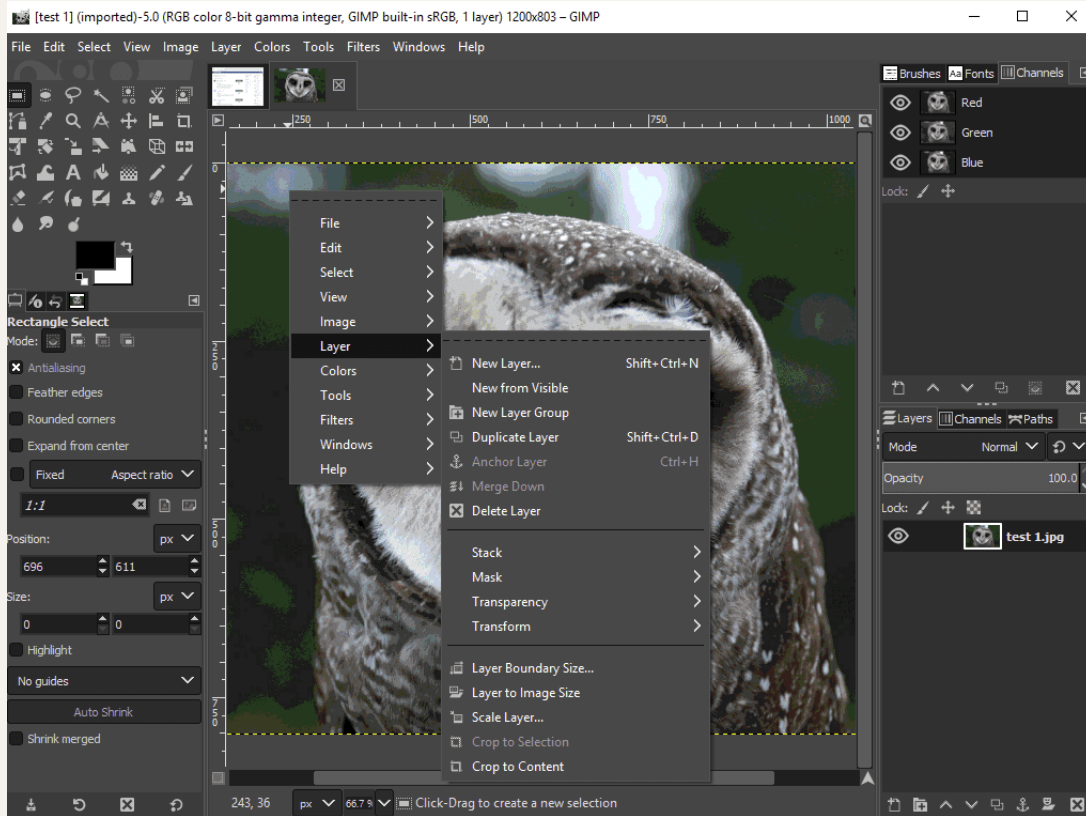 [test 1] (imported)-5.0 (RGB color 8-bit gamma integer, GIMP built-in sRGB, 1 layer) 1200x803 – GIMP
File Edit Select View Image Layer Colors Tools Filters Windows Help
Brushes Aa Fonts Channels
250 500 750 1000
Red
Green
Blue
Lock:
0
250
500
750
File
Edit
Select
View
Image
Layer
Colors
Tools
Filters
Windows
Help
New Layer... Shift+Ctrl+N
New from Visible
New Layer Group
Duplicate Layer Shift+Ctrl+D
Anchor Layer Ctrl+H
Merge Down
Delete Layer
Stack
Mask
Transparency
Transform
Layer Boundary Size...
Layer to Image Size
Scale Layer...
Crop to Selection
Crop to Content
Rectangle Select
Mode:
Antialiasing
Feather edges
Rounded corners
Expand from center
Fixed Aspect ratio
1:1
Position: px
696 611
Size: px
0 0
Highlight
No guides
Auto Shrink
Shrink merged
Layers Channels Paths
Mode Normal
Opacity 100.0
Lock:
test 1.jpg
243, 36 px 66.7 % Click-Drag to create a new selection